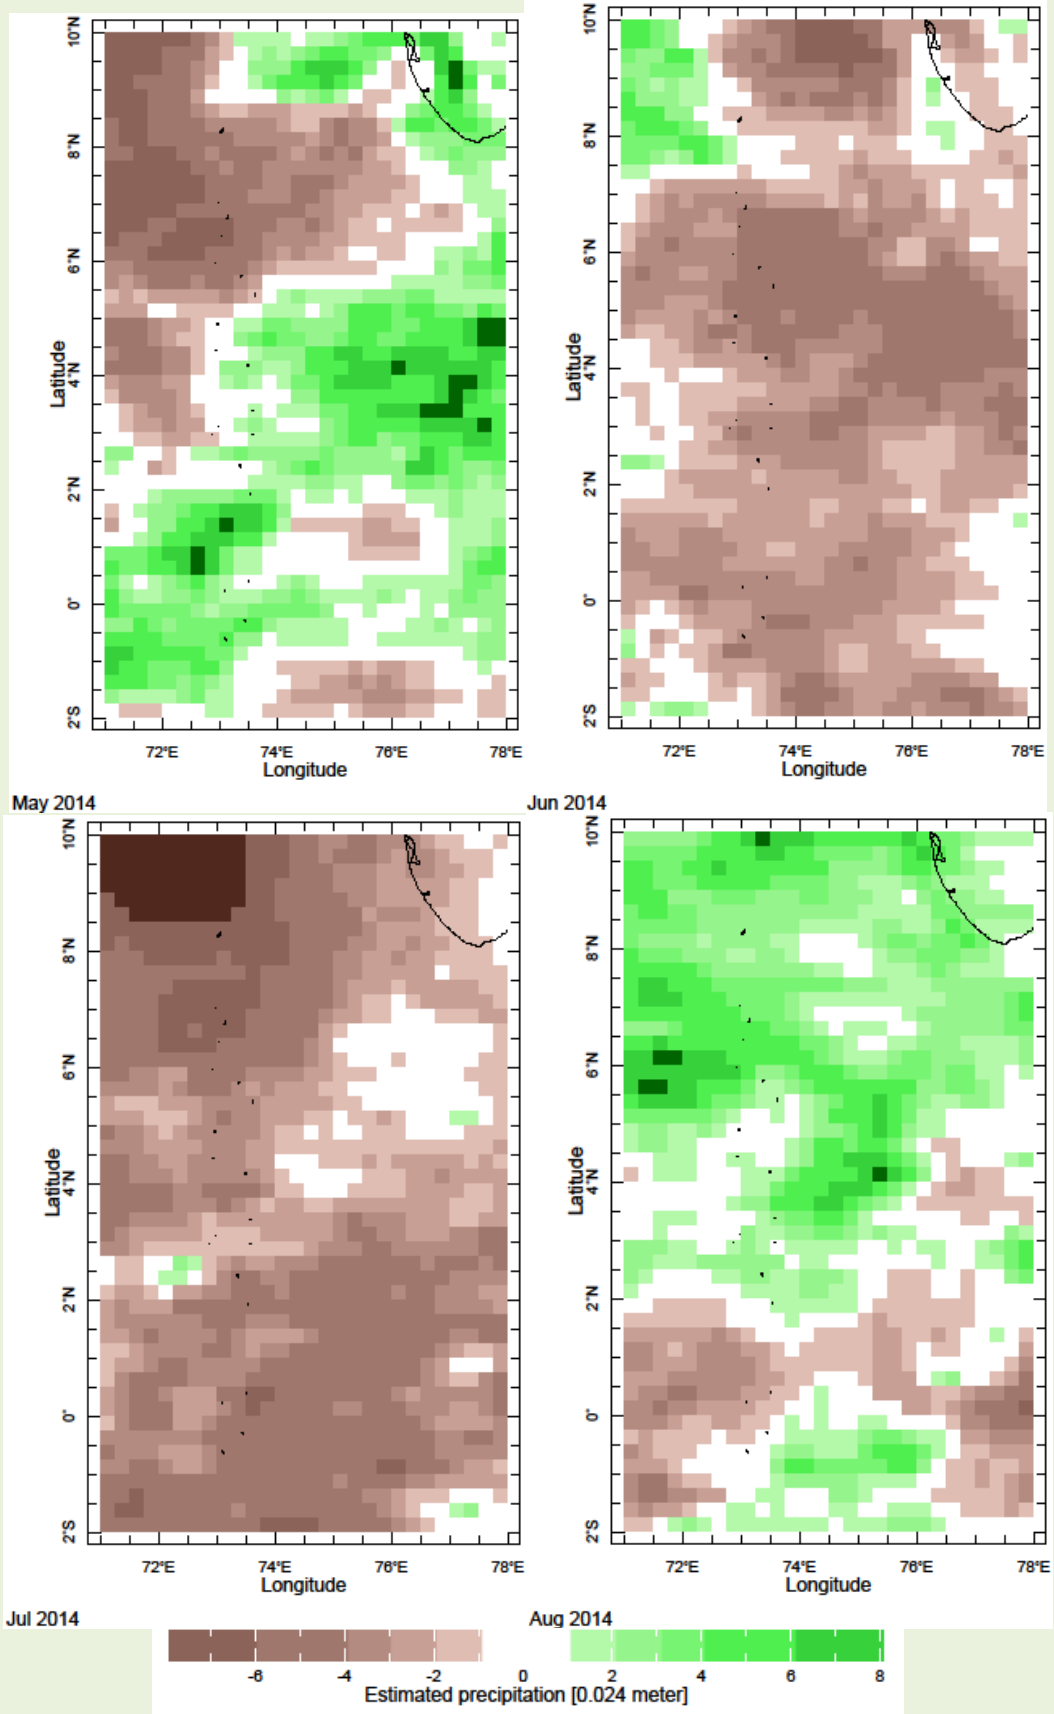 10°N
8°N
6°N
4°N
2°N
0°
2°S
Latitude
72°E 74°E 76°E 78°E
Longitude
May 2014
10°N
8°N
6°N
4°N
2°N
0°
2°S
Latitude
72°E 74°E 76°E 78°E
Longitude
Jun 2014
10°N
8°N
6°N
4°N
2°N
0°
2°S
Latitude
72°E 74°E 76°E 78°E
Longitude
Jul 2014
10°N
8°N
6°N
4°N
2°N
0°
2°S
Latitude
72°E 74°E 76°E 78°E
Longitude
Aug 2014
-6 -4 -2 0 2 4 6 8
Estimated precipitation [0.024 meter]